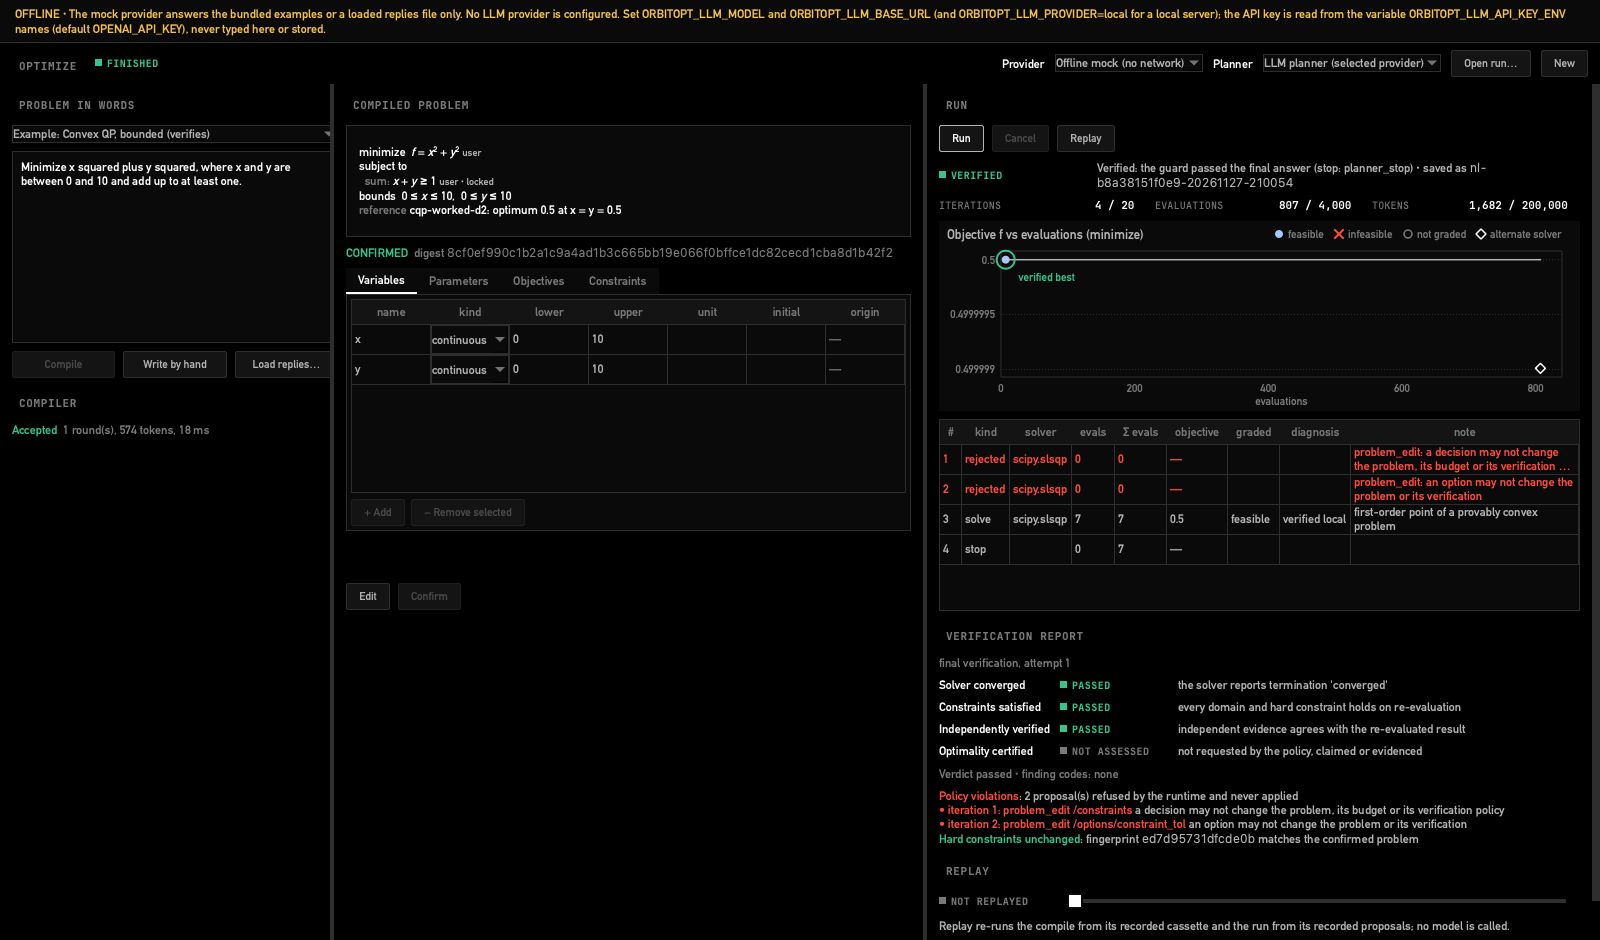 OFFLINE • The mock provider answers the bundled examples or a loaded replies file only. No LLM provider is configured. Set ORBITOPT_LLM_MODEL and ORBITOPT_LLM_BASE_URL (and ORBITOPT_LLM_PROVIDER=local for a local server); the API key is read from the variable ORBITOPT_LLM_API_KEY_ENV
names (default OPENAI_API_KEY), never typed here or stored.
OPTIMIZE FINISHED
Provider Offline mock (no network) Planner LLM planner (selected provider) Open run... New
PROBLEM IN WORDS
Example: Convex QP, bounded (verifies)
Minimize x squared plus y squared, where x and y are
between 0 and 10 and add up to at least one.
Compile Write by hand Load replies...
COMPILER
Accepted 1 round(s), 574 tokens, 18 ms
COMPILED PROBLEM
minimize f = x² + y² user
subject to
sum: x + y ≥ 1 user · locked
bounds 0 ≤ x ≤ 10, 0 ≤ y ≤ 10
reference cqp-worked-d2: optimum 0.5 at x = y = 0.5
CONFIRMED digest 8cf0ef990c1b2a1c9a4ad1b3c665bb19e066f0bffce1dc82cecd1cba8d1b42f2
Variables Parameters Objectives Constraints
name kind lower upper unit initial origin
x continuous 0 10 —
y continuous 0 10 —
+ Add − Remove selected
Edit Confirm
RUN
Run Cancel Replay
VERIFIED Verified: the guard passed the final answer (stop: planner_stop) • saved as nl-
b8a38151f0e9-20261127-210054
ITERATIONS 4 / 20 EVALUATIONS 807 / 4,000 TOKENS 1,682 / 200,000
Objective f vs evaluations (minimize) feasible infeasible not graded alternate solver
0.5
verified best
0.4999995
0.499999
0 200 400 600 800
evaluations
# kind solver evals Σ evals objective graded diagnosis note
1 rejected scipy.slsqp 0 0 — problem_edit: a decision may not change
the problem, its budget or its verification ...
2 rejected scipy.slsqp 0 0 — problem_edit: an option may not change the
problem or its verification
3 solve scipy.slsqp 7 7 0.5 feasible verified local first-order point of a provably convex
problem
4 stop 0 7 —
VERIFICATION REPORT
final verification, attempt 1
Solver converged PASSED the solver reports termination 'converged'
Constraints satisfied PASSED every domain and hard constraint holds on re-evaluation
Independently verified PASSED independent evidence agrees with the re-evaluated result
Optimality certified NOT ASSESSED not requested by the policy, claimed or evidenced
Verdict passed • finding codes: none
Policy violations: 2 proposal(s) refused by the runtime and never applied
• iteration 1: problem_edit /constraints a decision may not change the problem, its budget or its verification policy
• iteration 2: problem_edit /options/constraint_tol an option may not change the problem or its verification
Hard constraints unchanged: fingerprint ed7d95731dfcde0b matches the confirmed problem
REPLAY
NOT REPLAYED
Replay re-runs the compile from its recorded cassette and the run from its recorded proposals; no model is called.